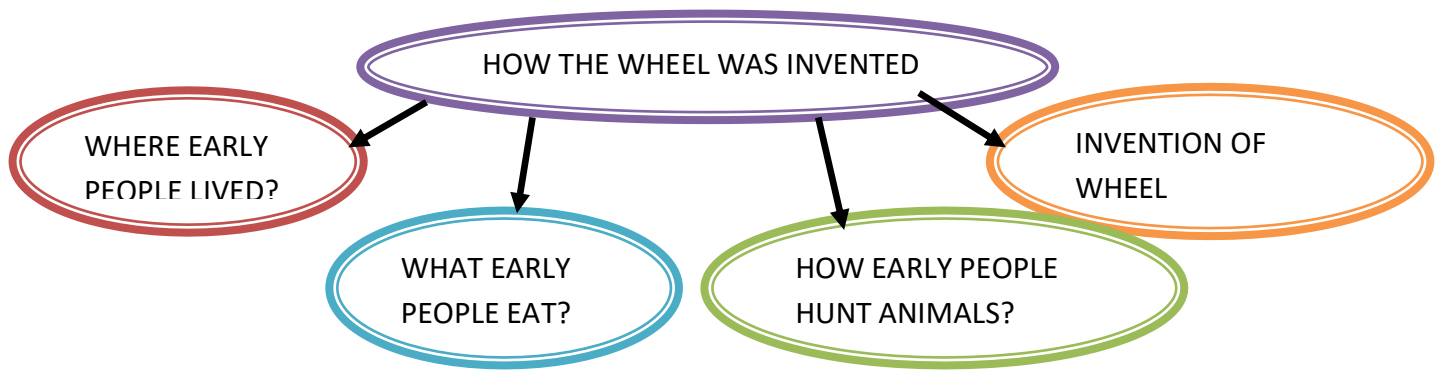 HOW THE WHEEL WAS INVENTED
WHERE EARLY
PEOPLE LIVED?
INVENTION OF
WHEEL
WHAT EARLY
PEOPLE EAT?
HOW EARLY PEOPLE
HUNT ANIMALS?